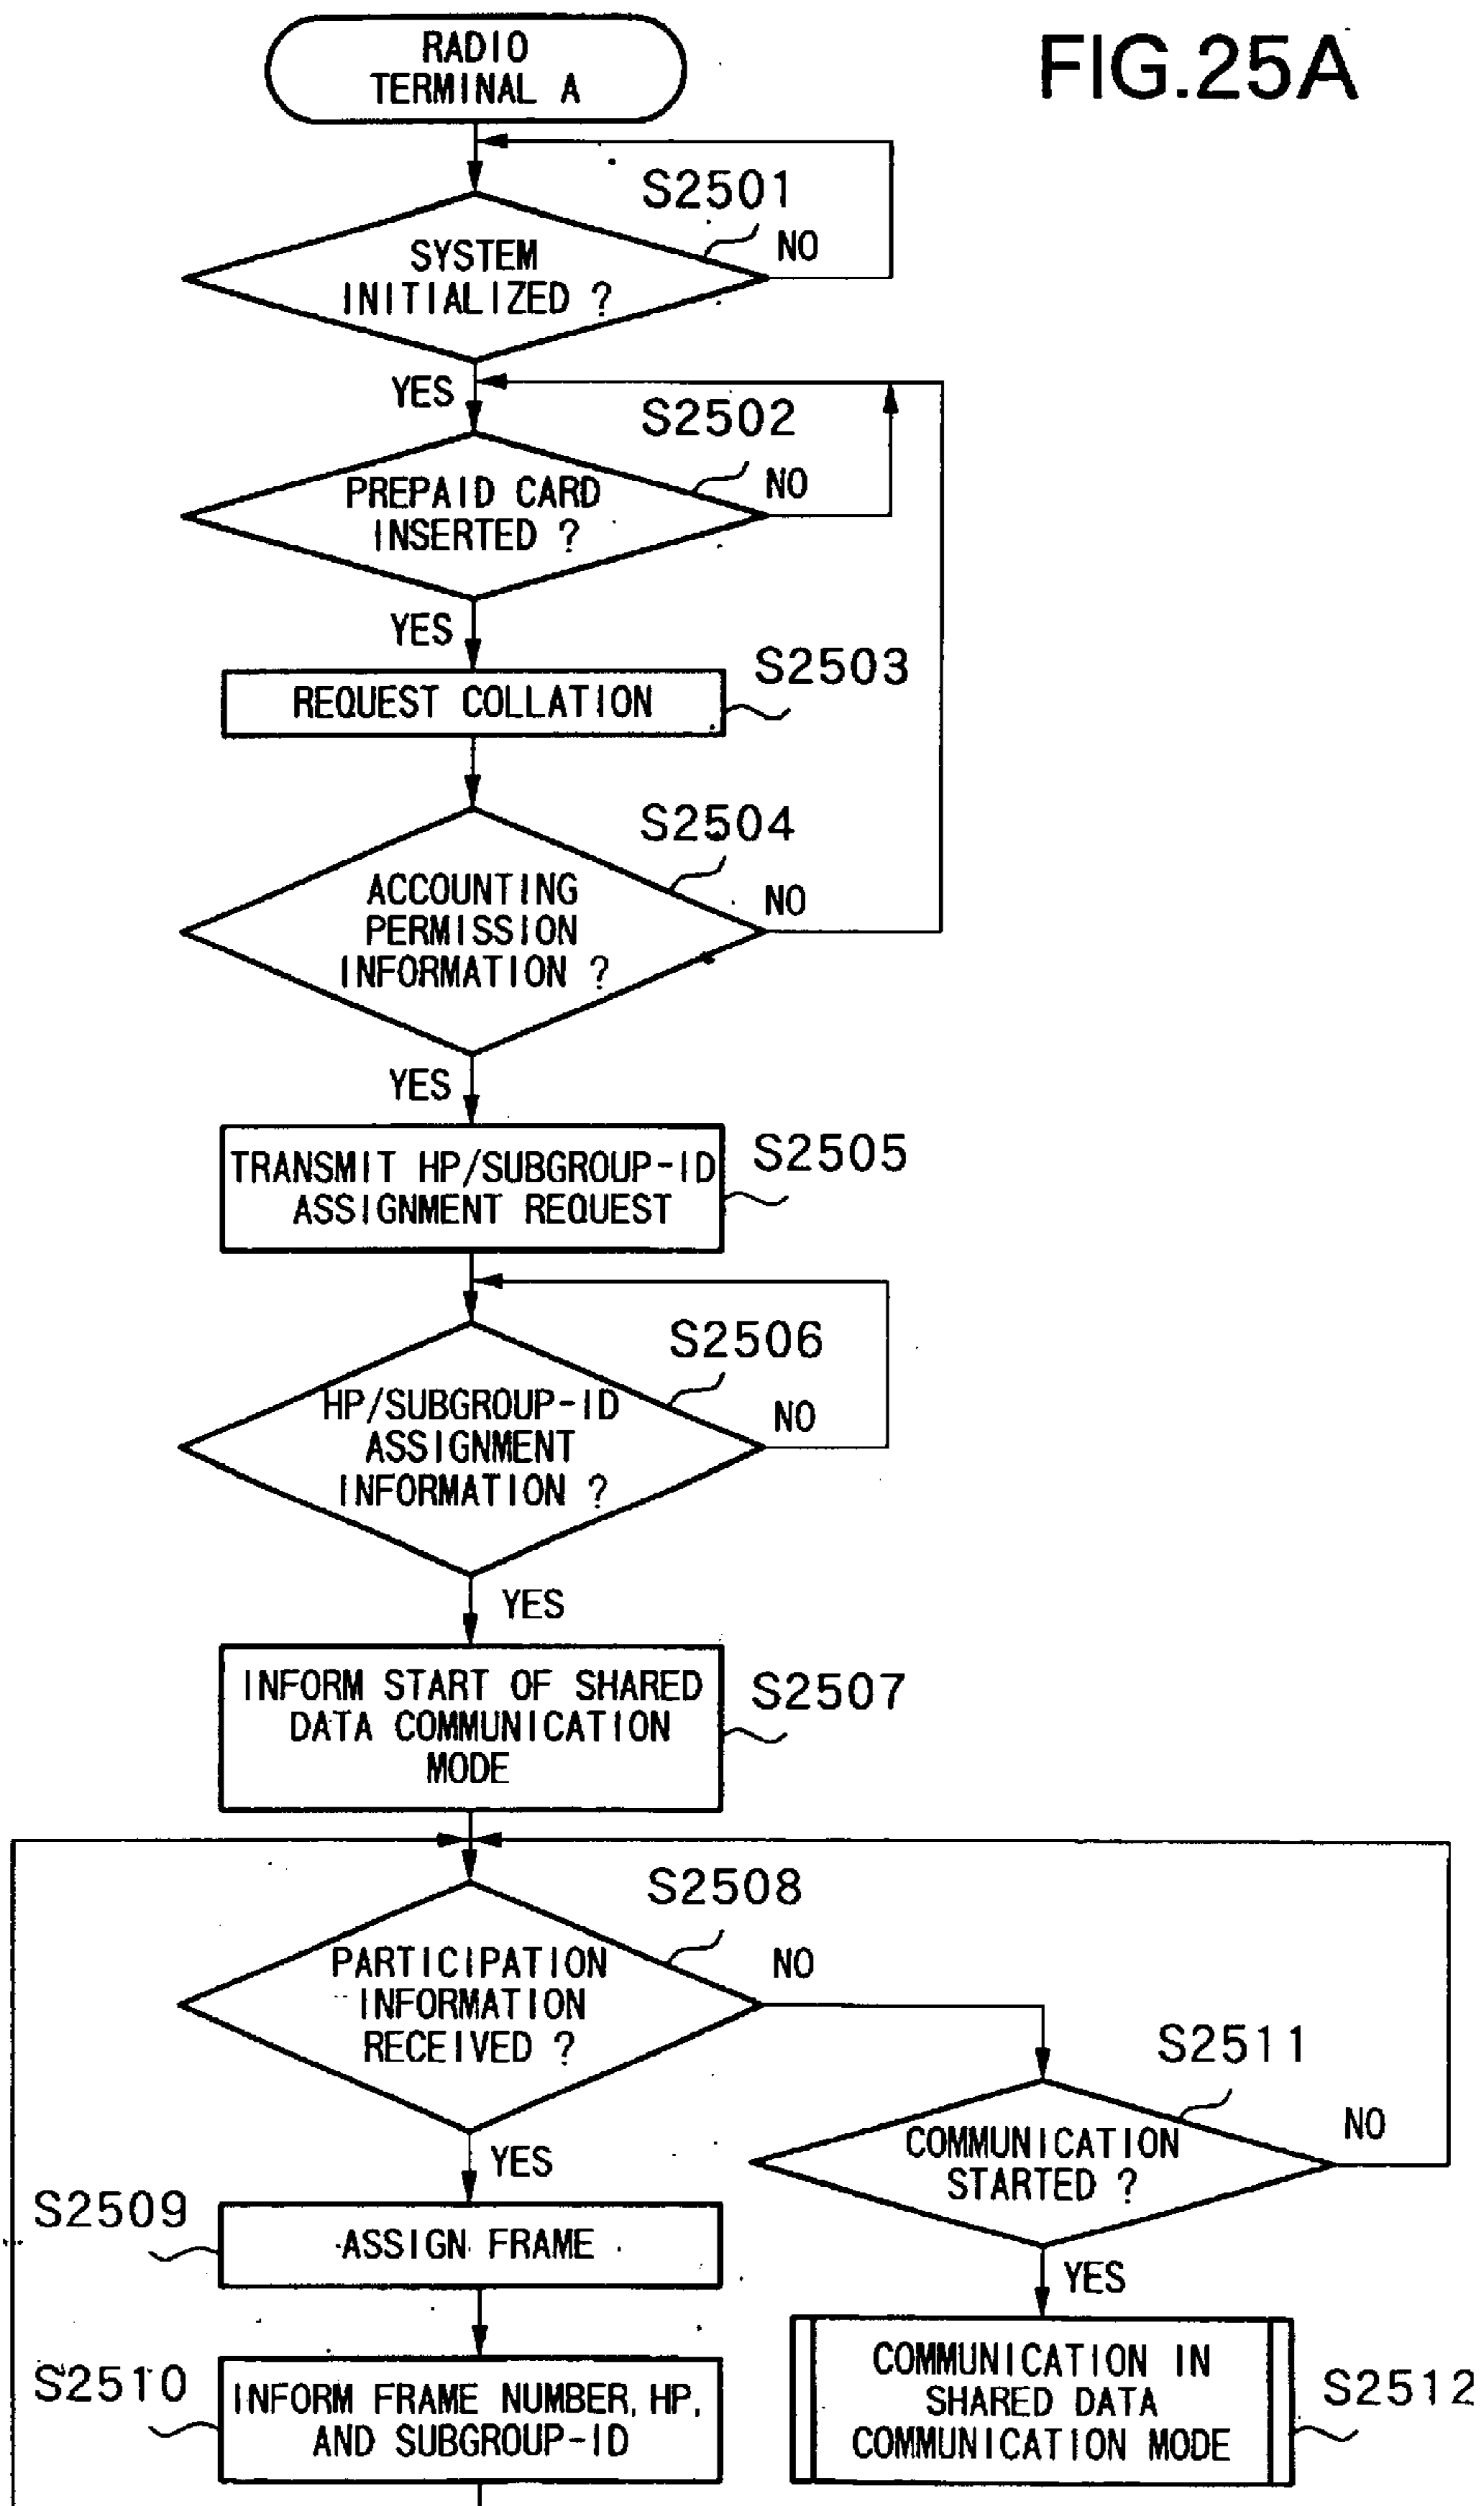 RADIO
TERMINAL A
FIG.25A
S2501
SYSTEM
INITIALIZED ?
NO
YES
S2502
PREPAID CARD
INSERTED ?
NO
YES
REQUEST COLLATION
S2503
S2504
ACCOUNTING
PERMISSION
INFORMATION ?
NO
YES
TRANSMIT HP/SUBGROUP-ID
ASSIGNMENT REQUEST
S2505
S2506
HP/SUBGROUP-ID
ASSIGNMENT
INFORMATION ?
NO
YES
INFORM START OF SHARED
DATA COMMUNICATION
MODE
S2507
S2508
PARTICIPATION
INFORMATION
RECEIVED ?
NO
YES
S2511
COMMUNICATION
STARTED ?
NO
YES
S2509
ASSIGN FRAME
S2510
INFORM FRAME NUMBER, HP,
AND SUBGROUP-ID
COMMUNICATION IN
SHARED DATA
COMMUNICATION MODE
S2512